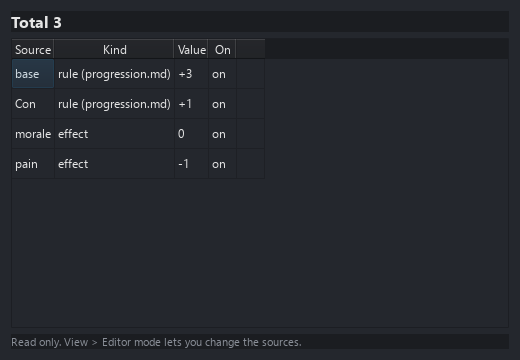 Total 3
Source Kind Value On
base rule (progression.md) +3 on
Con rule (progression.md) +1 on
morale effect 0 on
pain effect -1 on
Read only. View > Editor mode lets you change the sources.